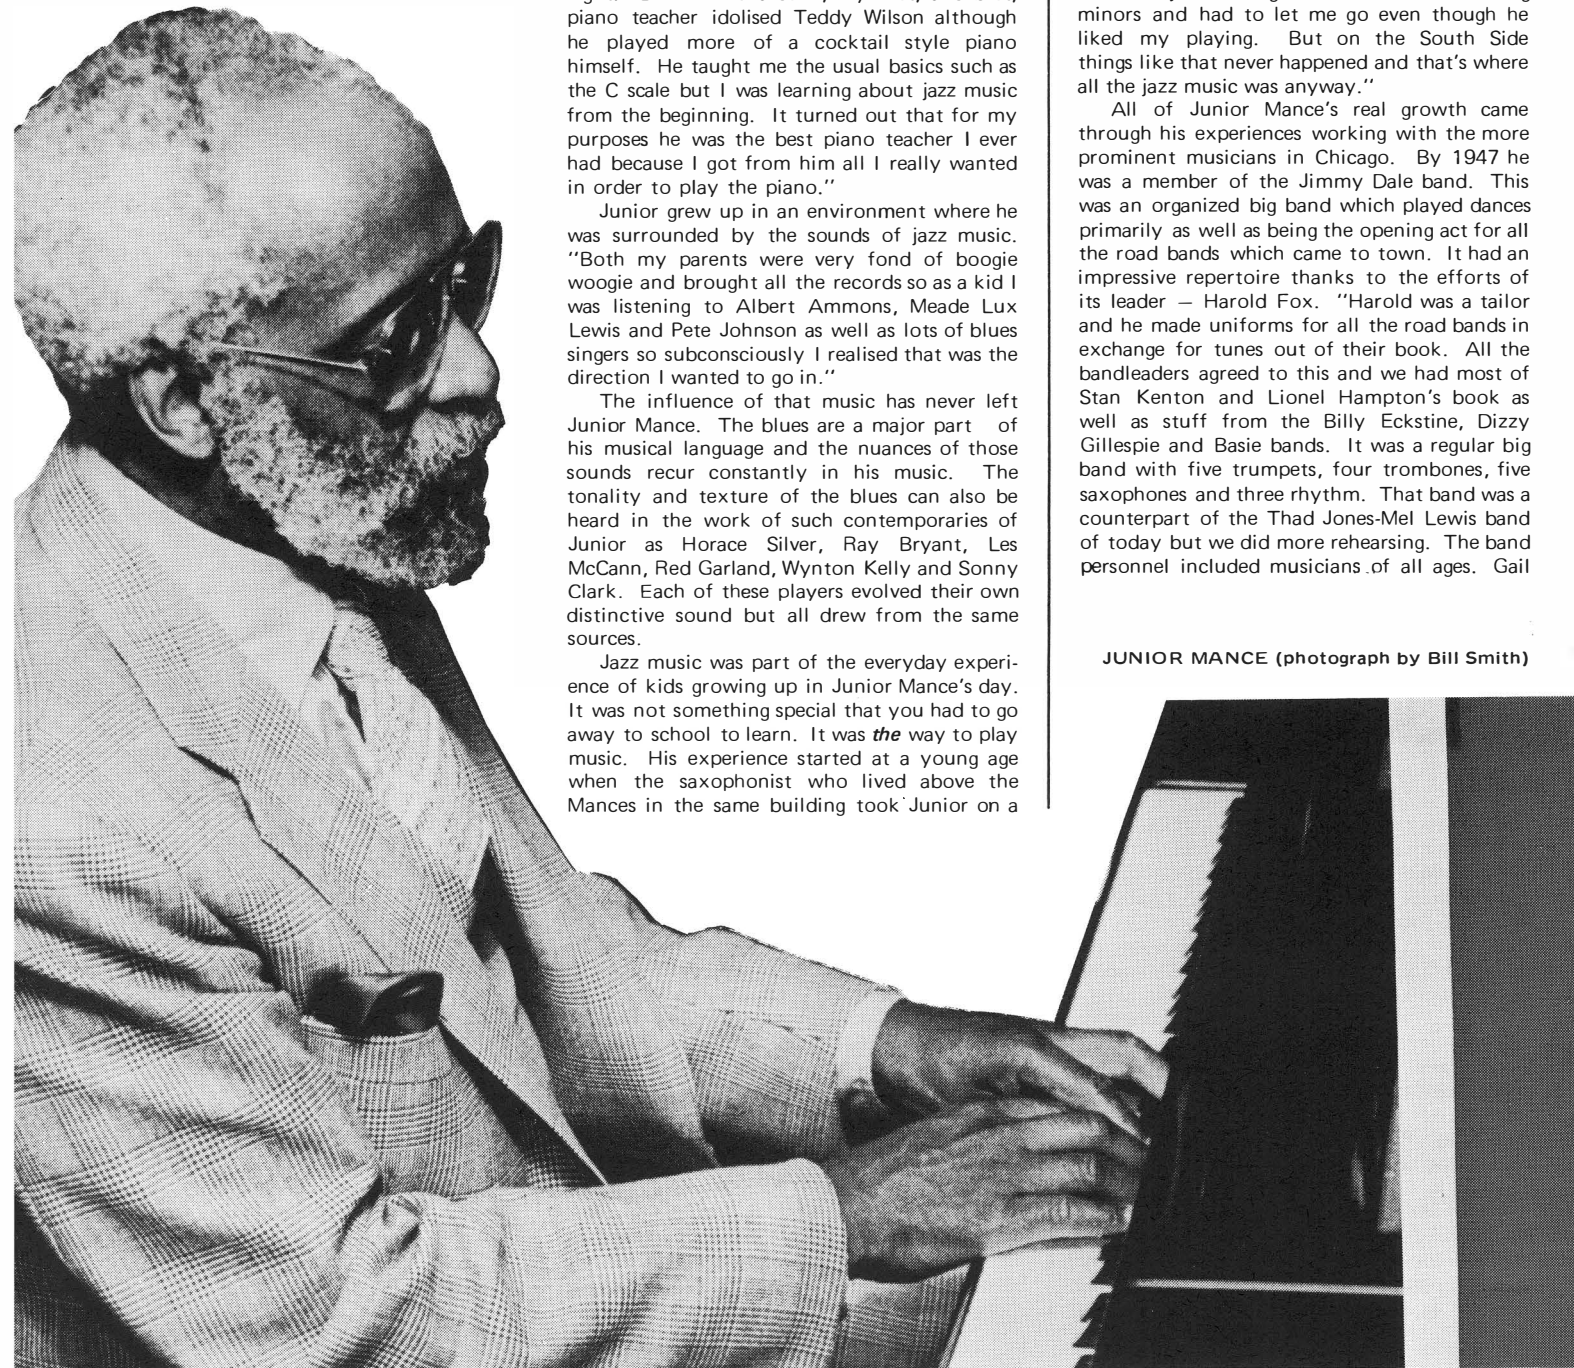 piano teacher idolised Teddy Wilson although
he played more of a cocktail style piano
himself. He taught me the usual basics such as
the C scale but I was learning about jazz music
from the beginning. It turned out that for my
purposes he was the best piano teacher I ever
had because I got from him all I really wanted
in order to play the piano.''
Junior grew up in an environment where he
was surrounded by the sounds of jazz music.
''Both my parents were very fond of boogie
woogie and brought all the records so as a kid I
was listening to Albert Ammons, Meade Lux
Lewis and Pete Johnson as well as lots of blues
singers so subconsciously I realised that was the
direction I wanted to go in.''
The influence of that music has never left
Junior Mance. The blues are a major part of
his musical language and the nuances of those
sounds recur constantly in his music. The
tonality and texture of the blues can also be
heard in the work of such contemporaries of
Junior as Horace Silver, Ray Bryant, Les
McCann, Red Garland, Wynton Kelly and Sonny
Clark. Each of these players evolved their own
distinctive sound but all drew from the same
sources.
Jazz music was part of the everyday experi-
ence of kids growing up in Junior Mance's day.
It was not something special that you had to go
away to school to learn. It was the way to play
music. His experience started at a young age
when the saxophonist who lived above the
Mances in the same building took Junior on a
minors and had to let me go even though he
liked my playing. But on the South Side
things like that never happened and that's where
all the jazz music was anyway.''
All of Junior Mance's real growth came
through his experiences working with the more
prominent musicians in Chicago. By 1947 he
was a member of the Jimmy Dale band. This
was an organized big band which played dances
primarily as well as being the opening act for all
the road bands which came to town. It had an
impressive repertoire thanks to the efforts of
its leader — Harold Fox. ''Harold was a tailor
and he made uniforms for all the road bands in
exchange for tunes out of their book. All the
bandleaders agreed to this and we had most of
Stan Kenton and Lionel Hampton's book as
well as stuff from the Billy Eckstine, Dizzy
Gillespie and Basie bands. It was a regular big
band with five trumpets, four trombones, five
saxophones and three rhythm. That band was a
counterpart of the Thad Jones-Mel Lewis band
of today but we did more rehearsing. The band
personnel included musicians of all ages. Gail
JUNIOR MANCE (photograph by Bill Smith)